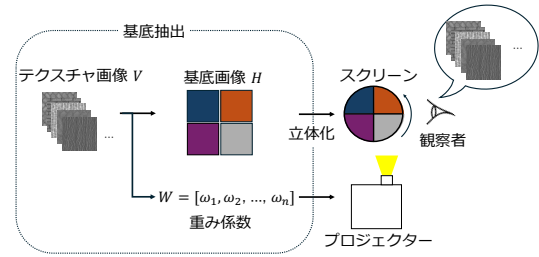 基底抽出
テクスチャ画像 V
...
基底画像 H
立体化
スクリーン
...
観察者
W = [ω₁, ω₂, ..., ωₙ]
重み係数
プロジェクター